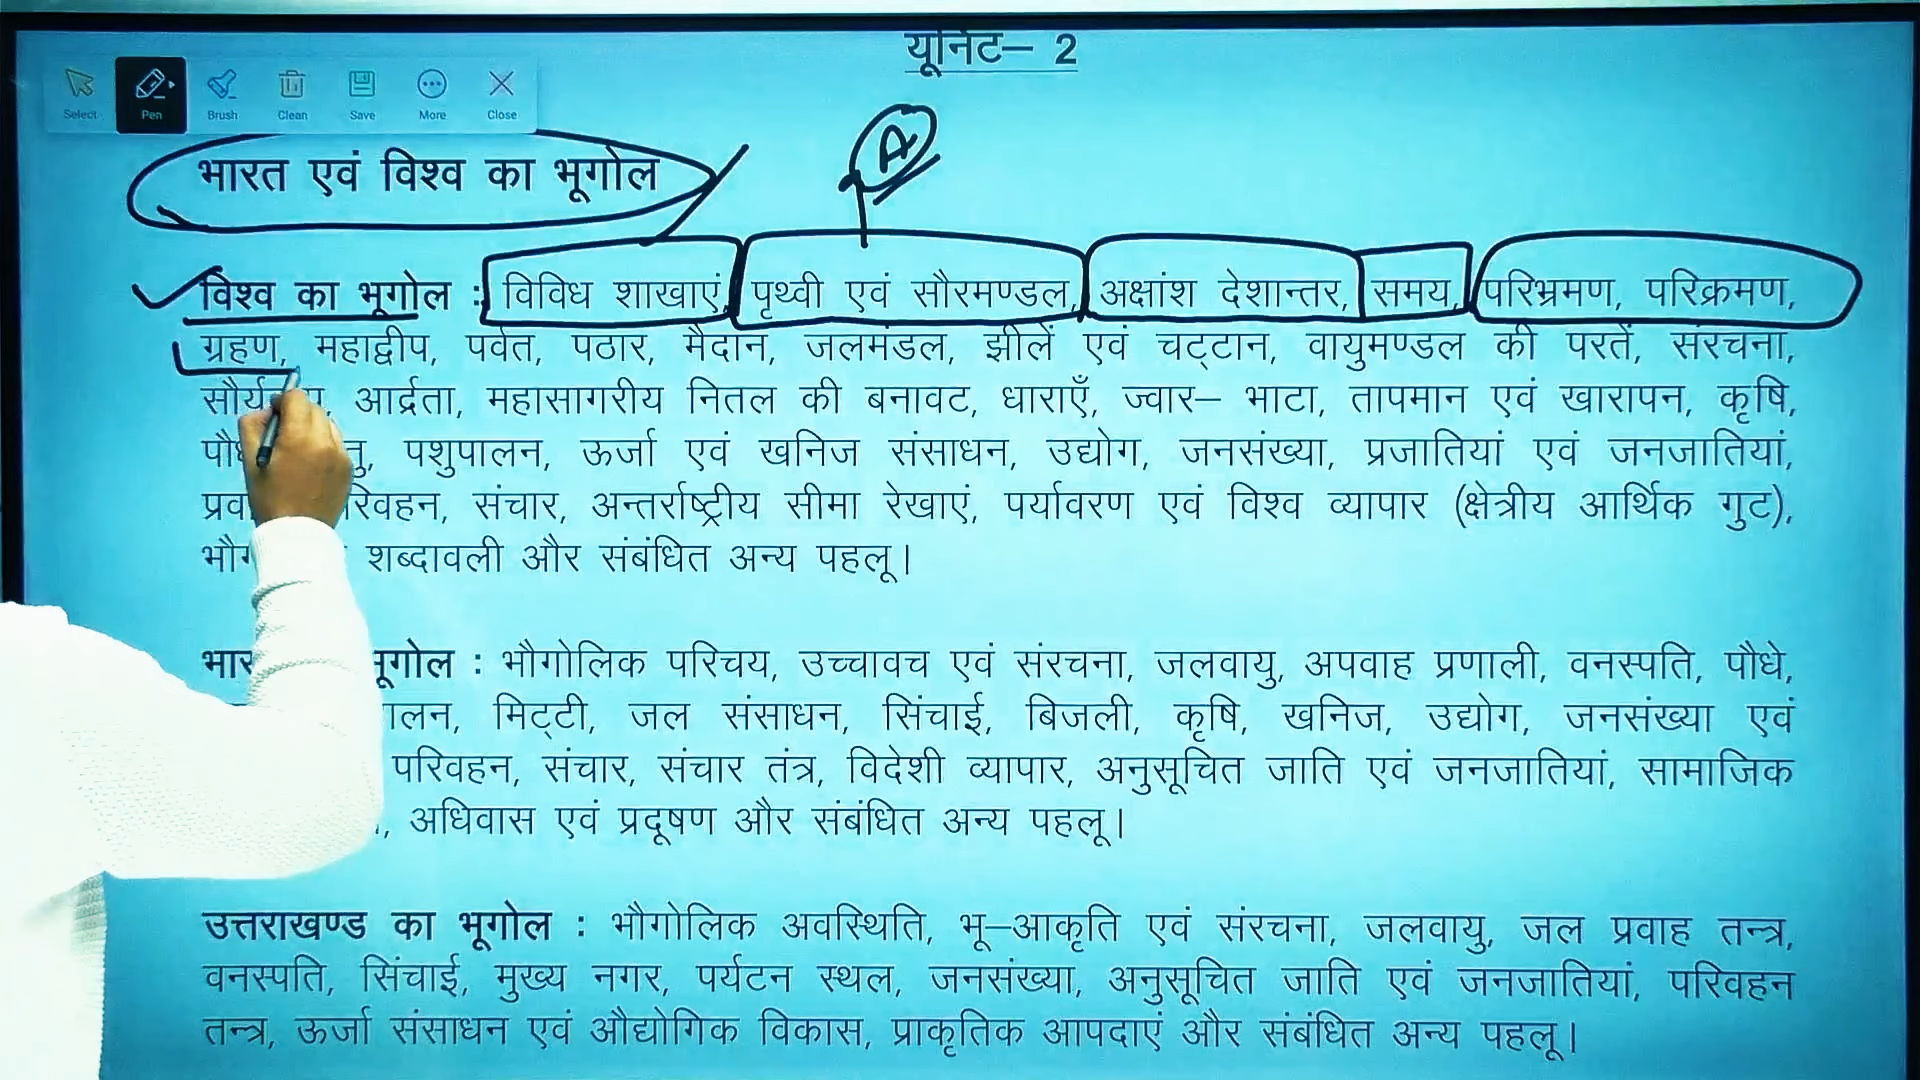 यूनिट– 2
Select Pen Brush Clean Save More Close
A
भारत एवं विश्व का भूगोल
विश्व का भूगोल : विविध शाखाएं, पृथ्वी एवं सौरमण्डल, अक्षांश देशान्तर, समय, परिभ्रमण, परिक्रमण,
ग्रहण, महाद्वीप, पर्वत, पठार, मैदान, जलमंडल, झीलें एवं चट्टान, वायुमण्डल की परतें, संरचना,
आर्द्रता, महासागरीय नितल की बनावट, धाराएँ, ज्वार– भाटा, तापमान एवं खारापन, कृषि,
पशुपालन, ऊर्जा एवं खनिज संसाधन, उद्योग, जनसंख्या, प्रजातियां एवं जनजातियां,
संचार, अन्तर्राष्ट्रीय सीमा रेखाएं, पर्यावरण एवं विश्व व्यापार (क्षेत्रीय आर्थिक गुट),
शब्दावली और संबंधित अन्य पहलू।
भूगोल : भौगोलिक परिचय, उच्चावच एवं संरचना, जलवायु, अपवाह प्रणाली, वनस्पति, पौधे,
मिट्टी, जल संसाधन, सिंचाई, बिजली, कृषि, खनिज, उद्योग, जनसंख्या एवं
परिवहन, संचार, संचार तंत्र, विदेशी व्यापार, अनुसूचित जाति एवं जनजातियां, सामाजिक
अधिवास एवं प्रदूषण और संबंधित अन्य पहलू।
उत्तराखण्ड का भूगोल : भौगोलिक अवस्थिति, भू–आकृति एवं संरचना, जलवायु, जल प्रवाह तन्त्र,
वनस्पति, सिंचाई, मुख्य नगर, पर्यटन स्थल, जनसंख्या, अनुसूचित जाति एवं जनजातियां, परिवहन
तन्त्र, ऊर्जा संसाधन एवं औद्योगिक विकास, प्राकृतिक आपदाएं और संबंधित अन्य पहलू।